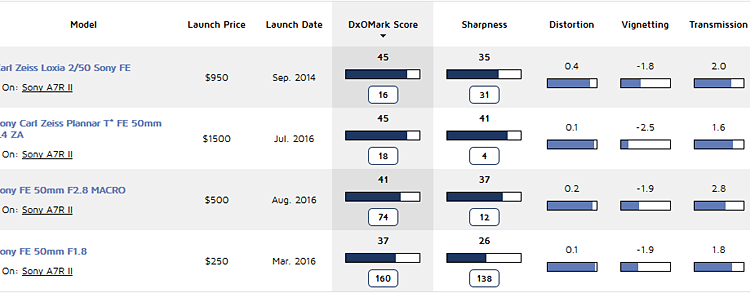 Model Launch Price Launch Date DxOMark Score Sharpness Distortion Vignetting Transmission
45 35
arl Zeiss Loxia 2/50 Sony FE 0.4 -1.8 2.0
$950 Sep. 2014
On: Sony A7R II
16 31
ony Carl Zeiss Plannar T* FE 50mm 45 41
.4 ZA 0.1 -2.5 1.6
$1500 Jul. 2016
On: Sony A7R II
18 4
41 37
ony FE 50mm F2.8 MACRO 0.2 -1.9 2.8
$500 Aug. 2016
On: Sony A7R II
74 12
37 26
ony FE 50mm F1.8 0.1 -1.9 1.8
$250 Mar. 2016
On: Sony A7R II
160 138